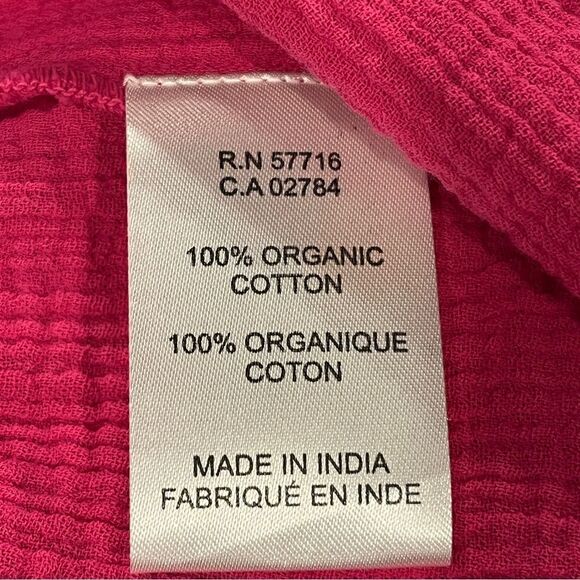 R.N 57716
C.A 02784
100% ORGANIC
COTTON
100% ORGANIQUE
COTON
MADE IN INDIA
FABRIQUÉ EN INDE